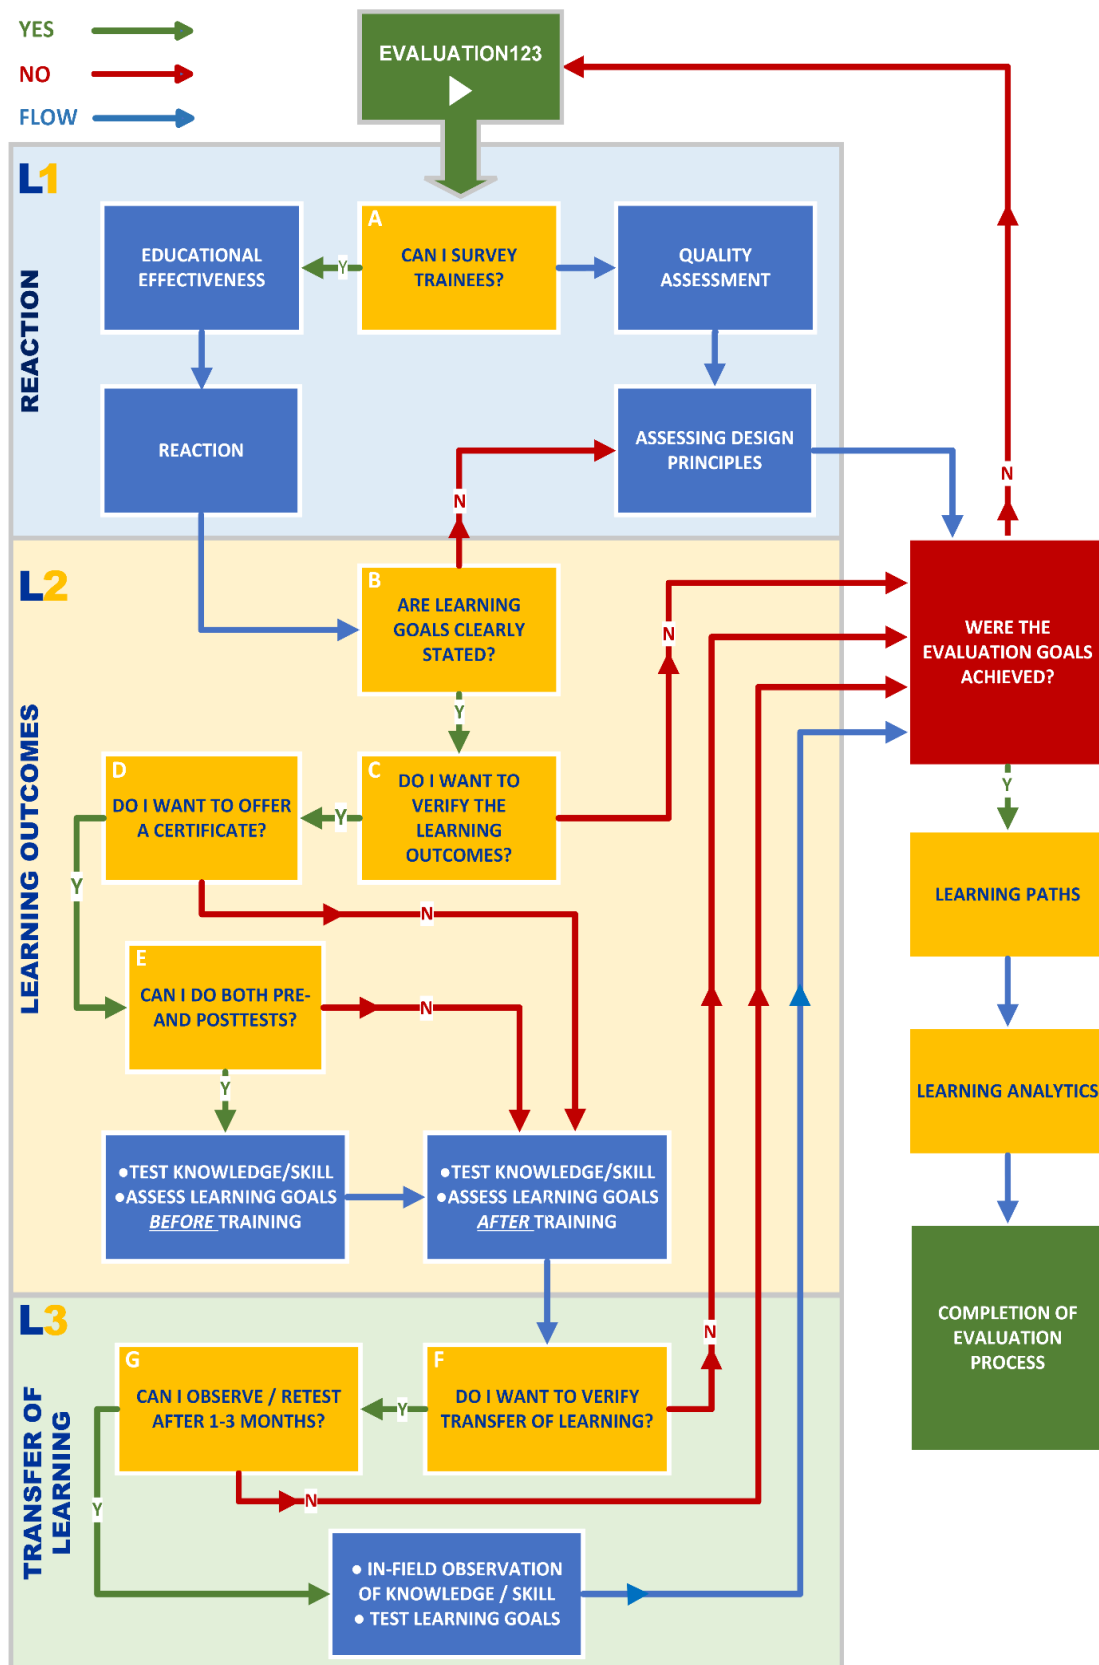 YES
NO
FLOW
EVALUATION123
L1
REACTION
A
CAN I SURVEY
TRAINEES?
Y
EDUCATIONAL
EFFECTIVENESS
QUALITY
ASSESSMENT
REACTION
ASSESSING DESIGN
PRINCIPLES
N
N
L2
LEARNING OUTCOMES
B
ARE LEARNING
GOALS CLEARLY
STATED?
N
WERE THE
EVALUATION GOALS
ACHIEVED?
Y
Y
D
DO I WANT TO OFFER
A CERTIFICATE?
Y
C
DO I WANT TO
VERIFY THE
LEARNING
OUTCOMES?
Y
N
LEARNING PATHS
E
CAN I DO BOTH PRE-
AND POSTTESTS?
N
Y
LEARNING ANALYTICS
●TEST KNOWLEDGE/SKILL
●ASSESS LEARNING GOALS
BEFORE TRAINING
●TEST KNOWLEDGE/SKILL
●ASSESS LEARNING GOALS
AFTER TRAINING
COMPLETION OF
EVALUATION
PROCESS
L3
TRANSFER OF
LEARNING
N
G
CAN I OBSERVE / RETEST
AFTER 1-3 MONTHS?
Y
F
DO I WANT TO VERIFY
TRANSFER OF LEARNING?
Y
N
● IN-FIELD OBSERVATION
OF KNOWLEDGE / SKILL
● TEST LEARNING GOALS